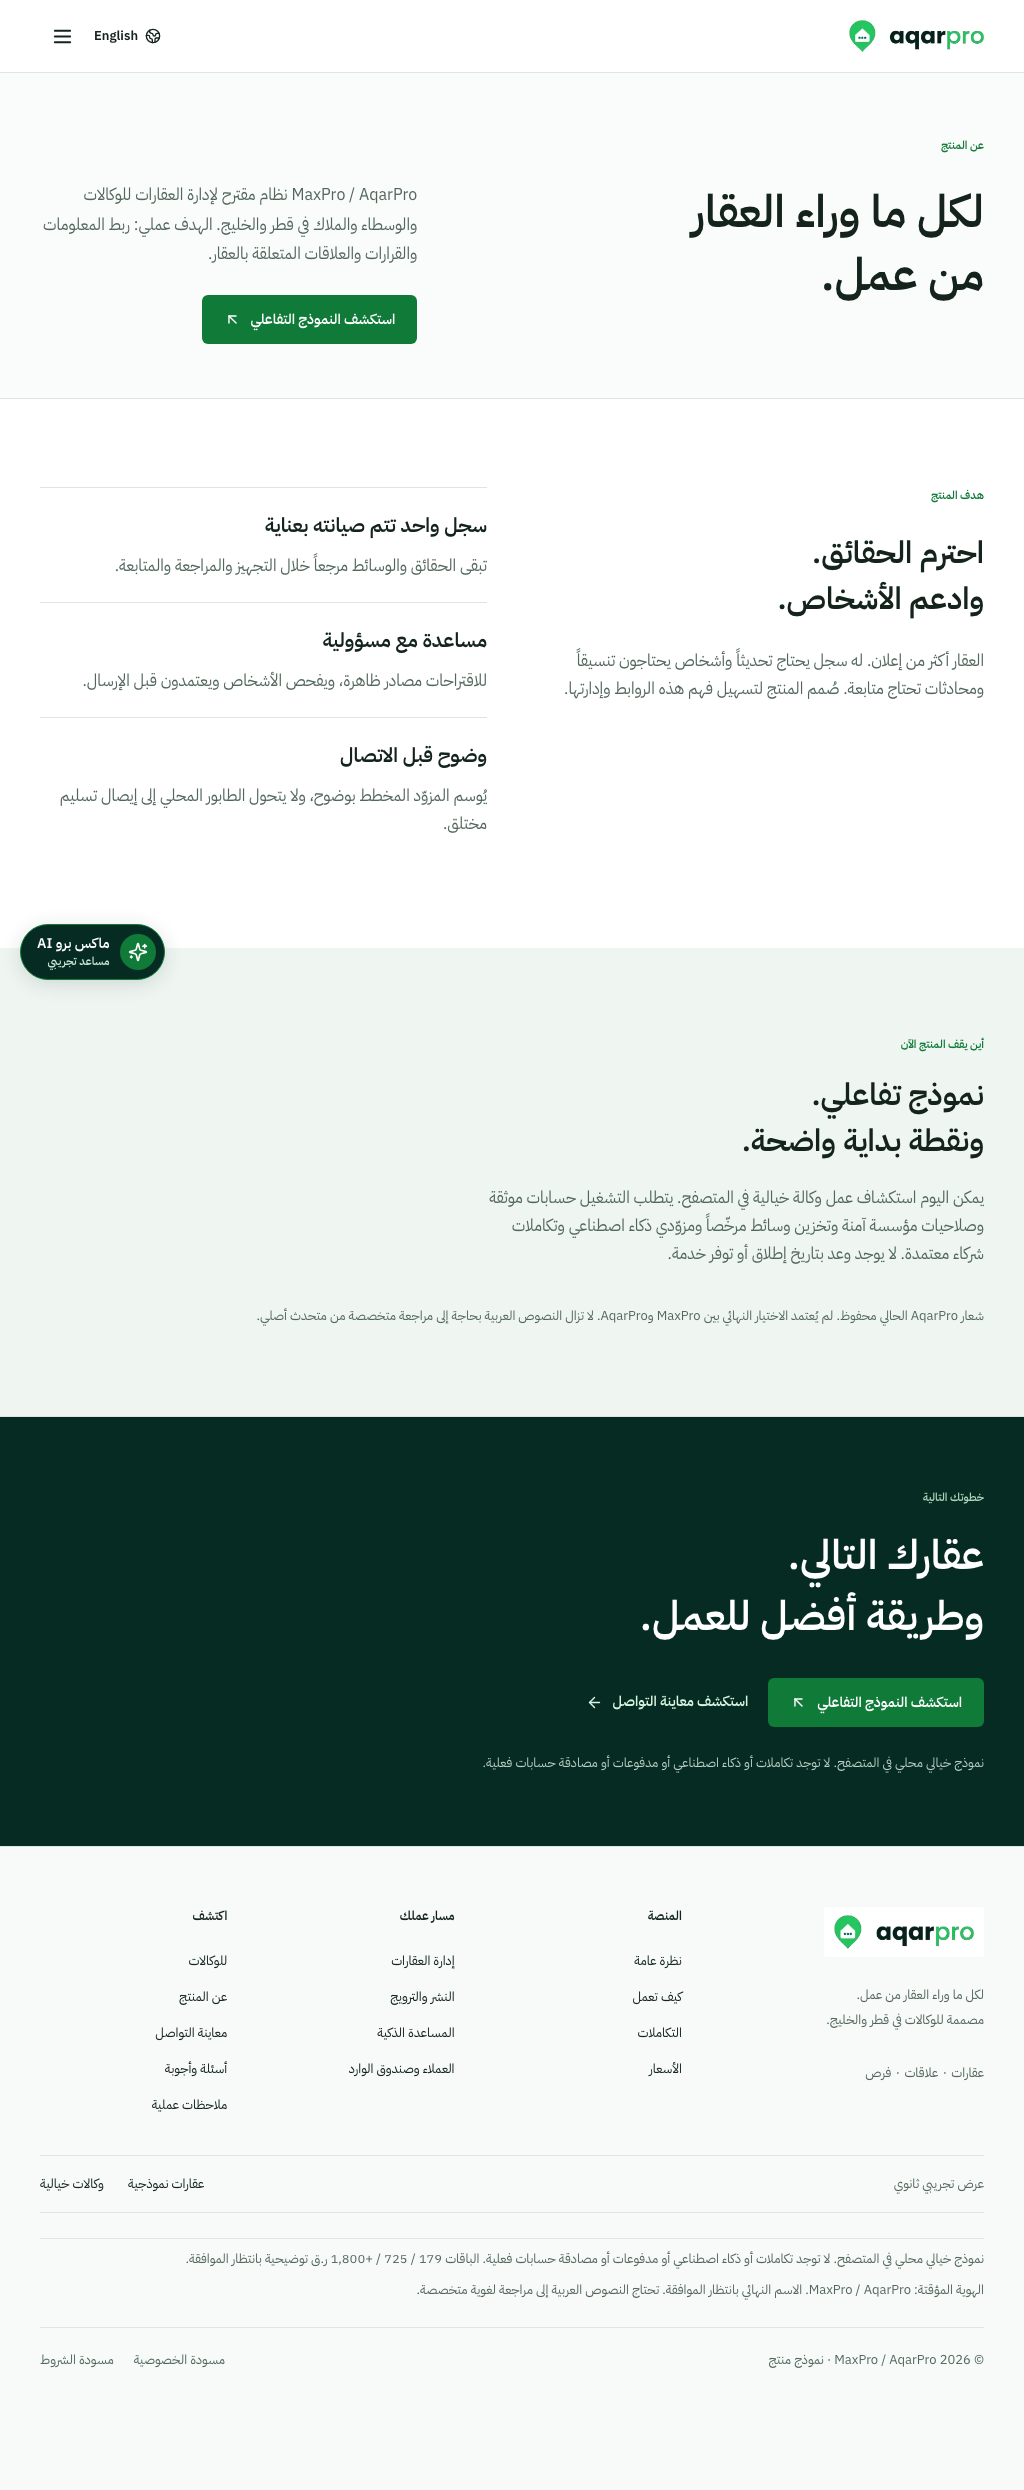 aqarpro
English
عن المنتج
لكل ما وراء العقار
من عمل.
MaxPro / AqarPro نظام مقترح لإدارة العقارات للوكالات
والوسطاء والملاك في قطر والخليج. الهدف عملي: ربط المعلومات
والقرارات والعلاقات المتعلقة بالعقار.
استكشف النموذج التفاعلي
هدف المنتج
احترم الحقائق.
وادعم الأشخاص.
العقار أكثر من إعلان. له سجل يحتاج تحديثاً وأشخاص يحتاجون تنسيقاً
ومحادثات تحتاج متابعة. صُمم المنتج لتسهيل فهم هذه الروابط وإدارتها.
سجل واحد تتم صيانته بعناية
تبقى الحقائق والوسائط مرجعاً خلال التجهيز والمراجعة والمتابعة.
مساعدة مع مسؤولية
للاقتراحات مصادر ظاهرة، ويفحص الأشخاص ويعتمدون قبل الإرسال.
وضوح قبل الاتصال
يُوسم المزوّد المخطط بوضوح، ولا يتحول الطابور المحلي إلى إيصال تسليم
مختلق.
ماكس برو AI
مساعد تجريبي
أين يقف المنتج الآن
نموذج تفاعلي.
ونقطة بداية واضحة.
يمكن اليوم استكشاف عمل وكالة خيالية في المتصفح. يتطلب التشغيل حسابات موثقة
وصلاحيات مؤسسة آمنة وتخزين وسائط مرخّصاً ومزوّدي ذكاء اصطناعي وتكاملات
شركاء معتمدة. لا يوجد وعد بتاريخ إطلاق أو توفر خدمة.
شعار AqarPro الحالي محفوظ. لم يُعتمد الاختيار النهائي بين MaxPro وAqarPro. لا تزال النصوص العربية بحاجة إلى مراجعة متخصصة من متحدث أصلي.
خطوتك التالية
عقارك التالي.
وطريقة أفضل للعمل.
استكشف النموذج التفاعلي
استكشف معاينة التواصل
نموذج خيالي محلي في المتصفح. لا توجد تكاملات أو ذكاء اصطناعي أو مدفوعات أو مصادقة حسابات فعلية.
aqarpro
لكل ما وراء العقار من عمل.
مصممة للوكالات في قطر والخليج.
عقارات · علاقات · فرص
المنصة
نظرة عامة
كيف تعمل
التكاملات
الأسعار
مسار عملك
إدارة العقارات
النشر والترويج
المساعدة الذكية
العملاء وصندوق الوارد
اكتشف
للوكالات
عن المنتج
معاينة التواصل
أسئلة وأجوبة
ملاحظات عملية
عرض تجريبي ثانوي
عقارات نموذجية
وكالات خيالية
نموذج خيالي محلي في المتصفح. لا توجد تكاملات أو ذكاء اصطناعي أو مدفوعات أو مصادقة حسابات فعلية. الباقات 179 / 725 / +1,800 ر.ق توضيحية بانتظار الموافقة.
الهوية المؤقتة: MaxPro / AqarPro. الاسم النهائي بانتظار الموافقة. تحتاج النصوص العربية إلى مراجعة لغوية متخصصة.
© 2026 MaxPro / AqarPro · نموذج منتج
مسودة الخصوصية
مسودة الشروط